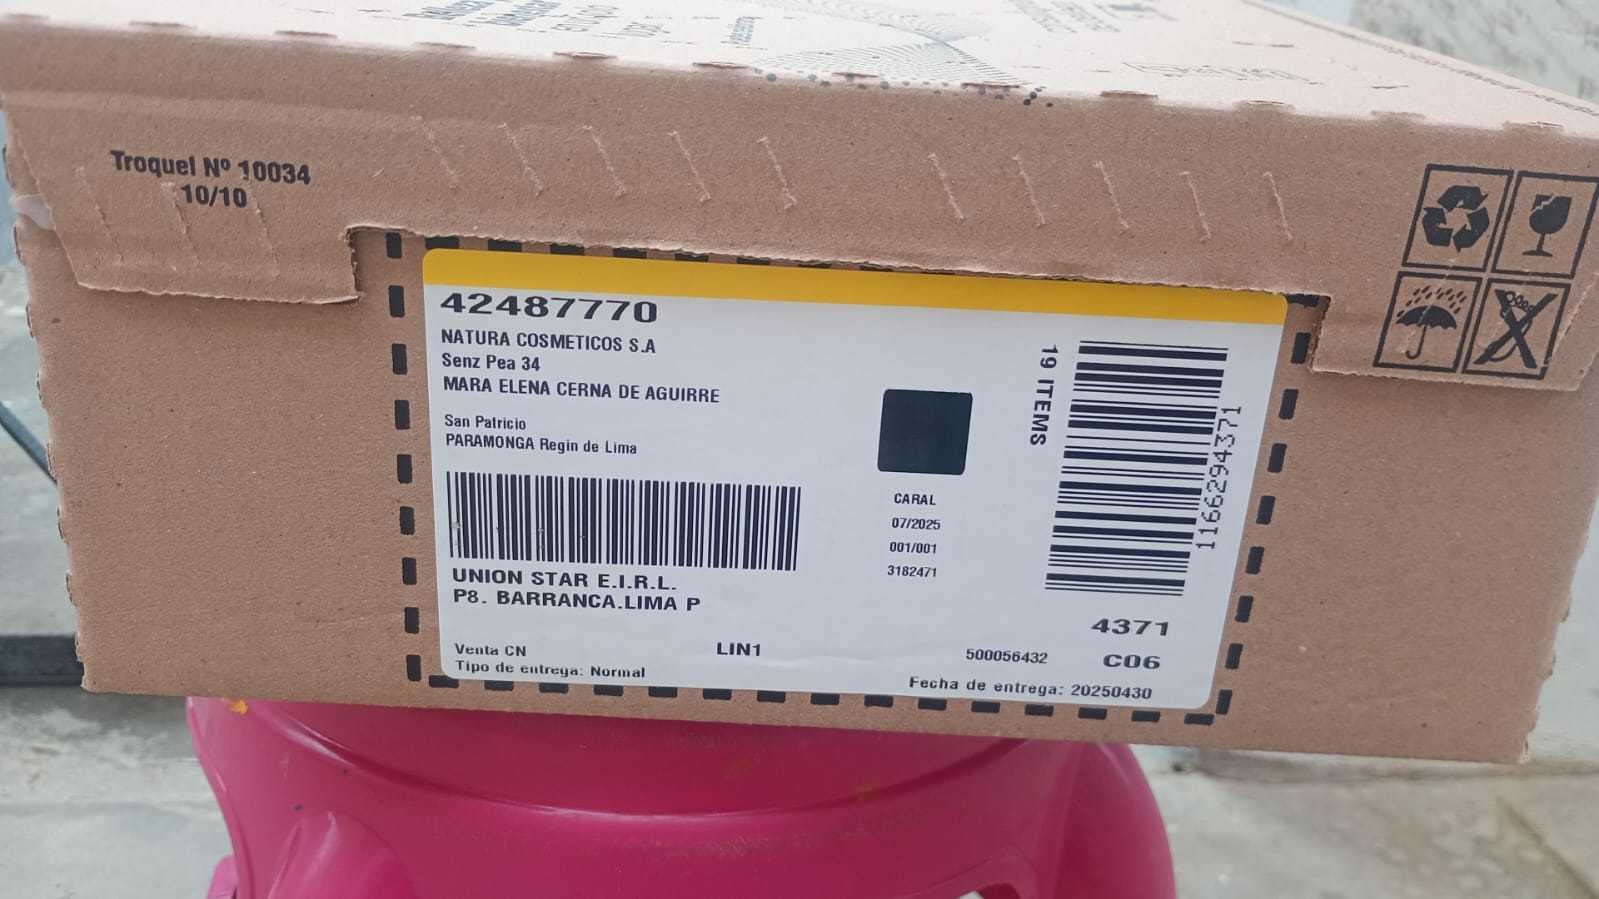 Troquel Nº 10034
10/10
42487770
NATURA COSMETICOS S.A
Senz Pea 34
MARA ELENA CERNA DE AGUIRRE
San Patricio
PARAMONGA Regin de Lima
UNION STAR E.I.R.L.
P8. BARRANCA.LIMA P
Venta CN
Tipo de entrega: Normal
LIN1
CARAL
07/2025
001/001
3182471
19 ITEMS
1166294371
4371
500056432
C06
Fecha de entrega: 20250430